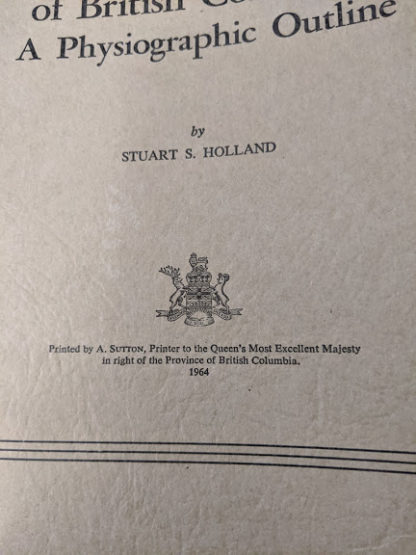 of British
A Physiographic Outline
by
STUART S. HOLLAND
Printed by A. SUTTON, Printer to the Queen's Most Excellent Majesty
in right of the Province of British Columbia.
1964